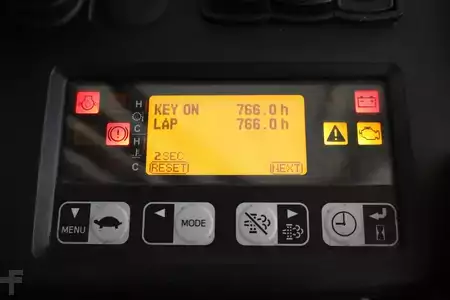 H
C
H
C
KEY ON 766.0 h
LAP 766.0 h
2 SEC
(RESET) (NEXT)
MENU
MODE